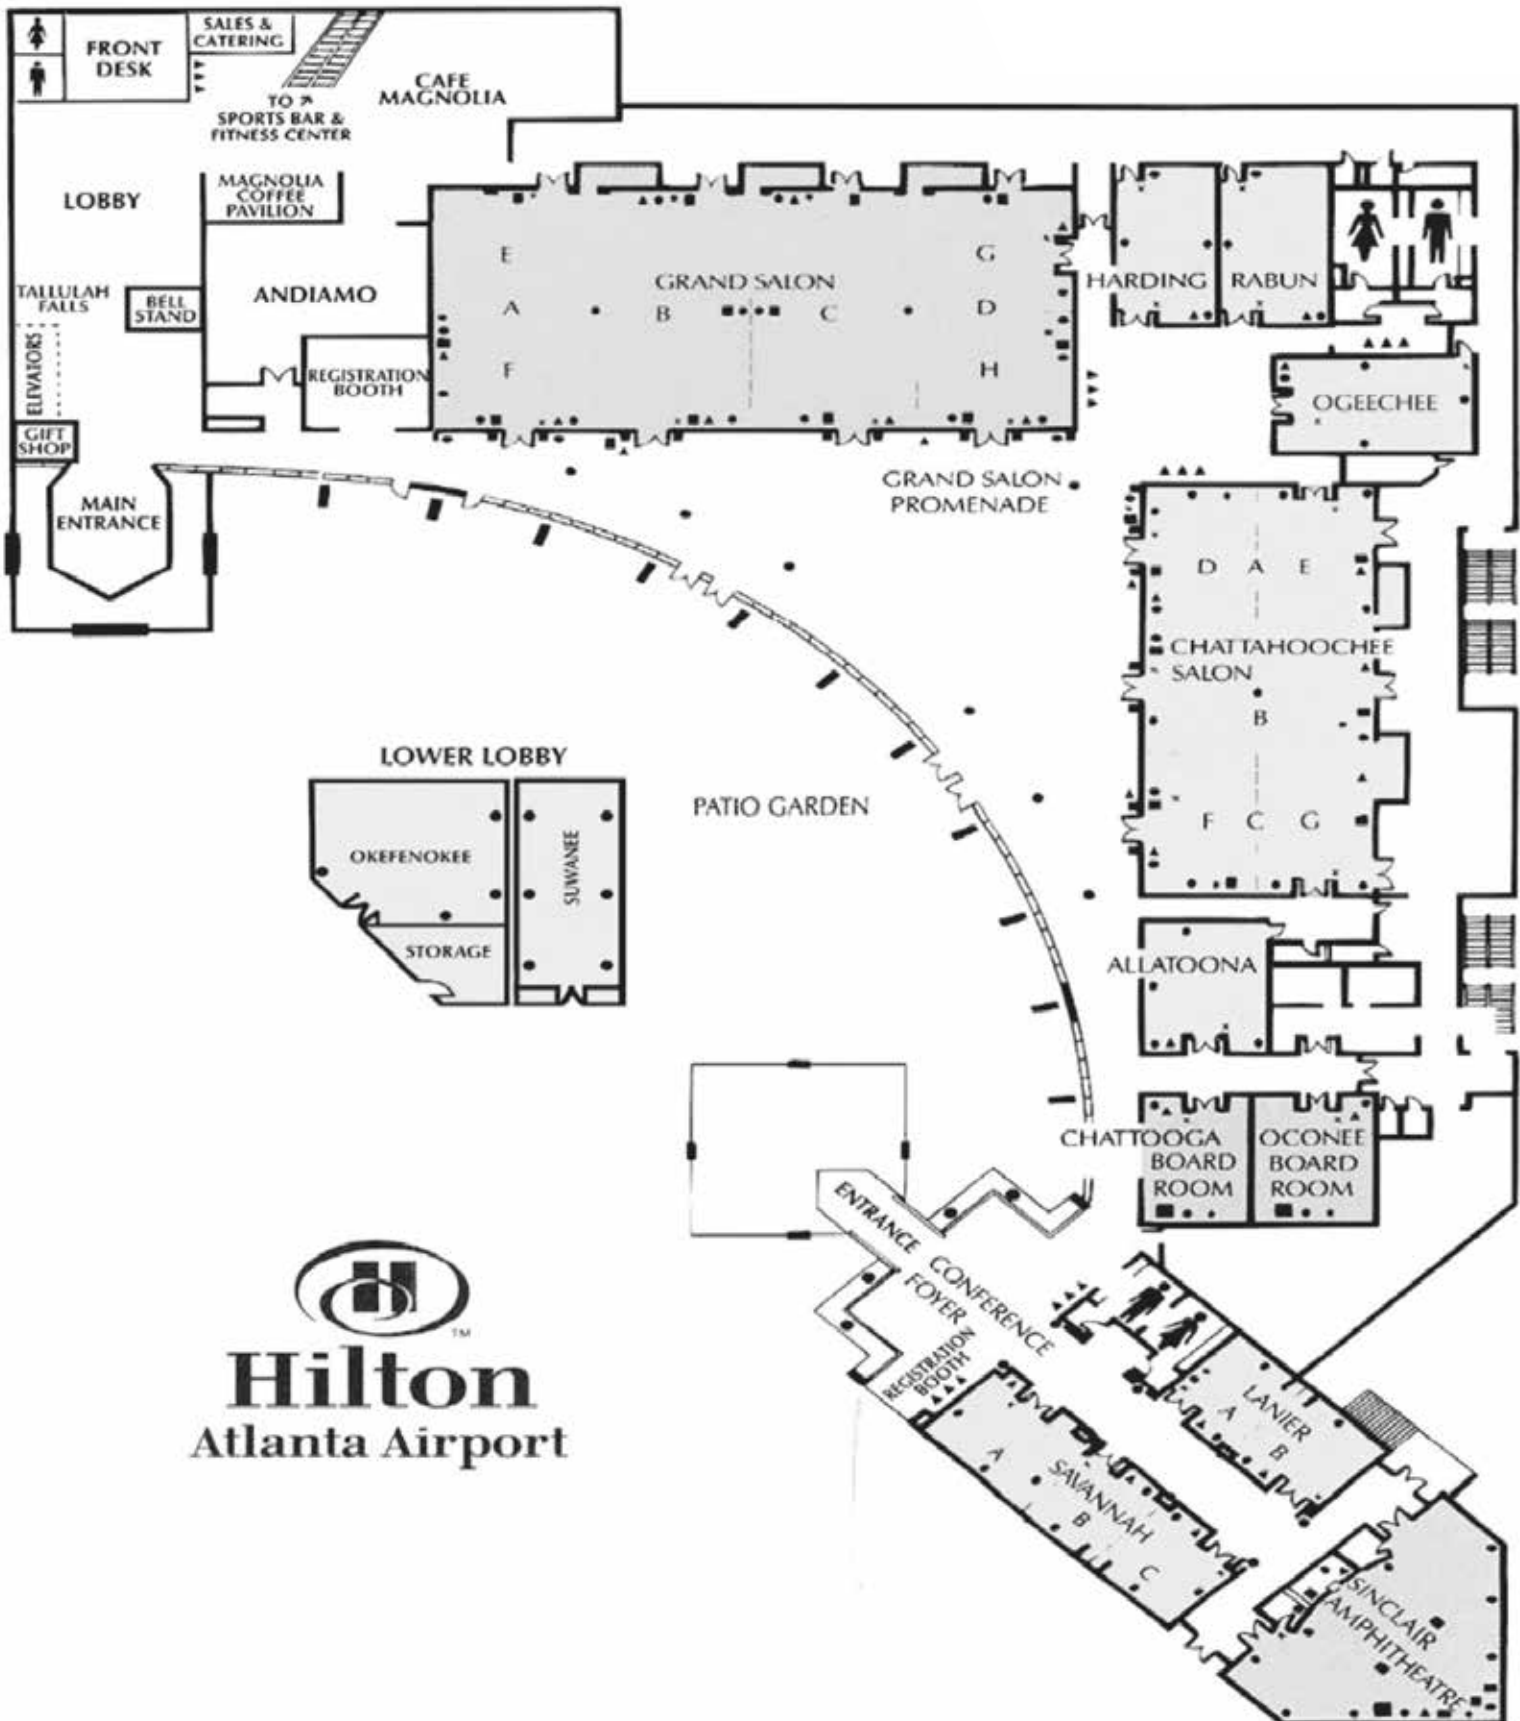 FRONT
DESK
SALES &
CATERING
TO
SPORTS BAR &
FITNESS CENTER
CAFE
MAGNOLIA
LOBBY
MAGNOLIA
COFFEE
PAVILION
TALLULAH
FALLS
BELL
STAND
ANDIAMO
ELEVATORS
REGISTRATION
BOOTH
GIFT
SHOP
MAIN
ENTRANCE
E
G
GRAND SALON
A
B
C
D
F
H
HARDING
RABUN
OGEECHEE
GRAND SALON
PROMENADE
D A E
CHATTAHOOCHEE
SALON
B
F C G
LOWER LOBBY
OKEFENOKEE
SUWANEE
STORAGE
PATIO GARDEN
ALLATOONA
CHATTOOGA
BOARD
ROOM
OCONEE
BOARD
ROOM
ENTRANCE
CONFERENCE
FOYER
REGISTRATION
BOOTH
LANIER
A
B
SAVANNAH
A
B
C
SINCLAIR
AMPHITHEATRE
H
TM
Hilton
Atlanta Airport